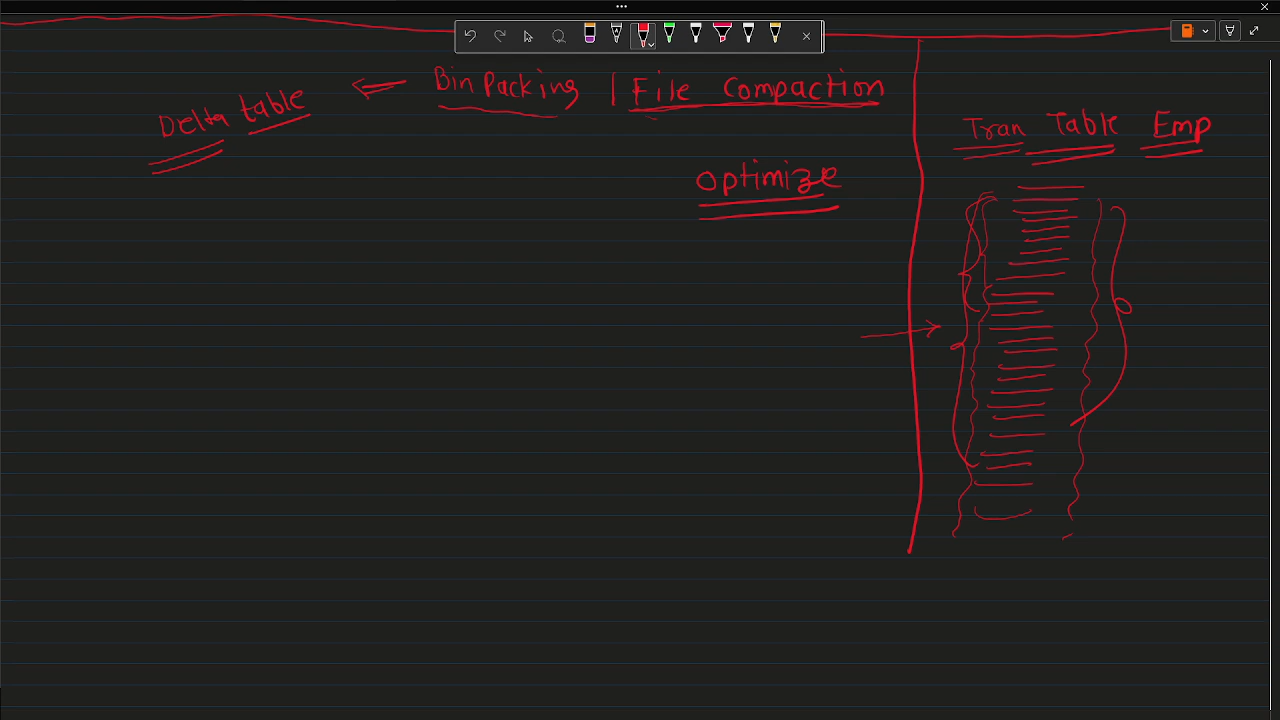 Delta table ⇐ Bin Packing | File Compaction
Optimize
Tran Table Emp